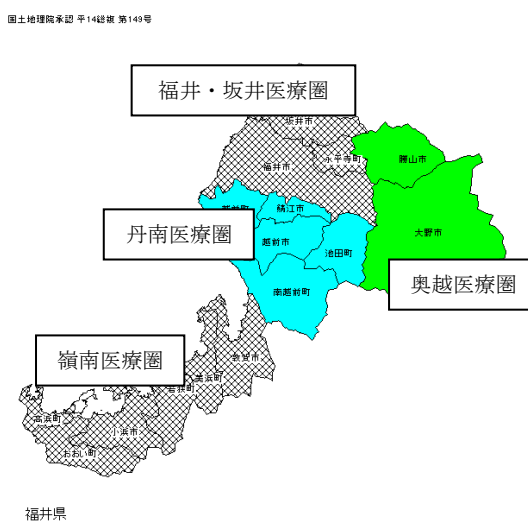 国土地理院承認 平14総複 第149号
福井・坂井医療圏
坂井市
永平寺町
勝山市
福井市
越前町
鯖江市
丹南医療圏
越前市
池田町
大野市
奥越医療圏
南越前町
嶺南医療圏
敦賀市
美浜町
若狭町
高浜町
小浜市
おおい町
福井県